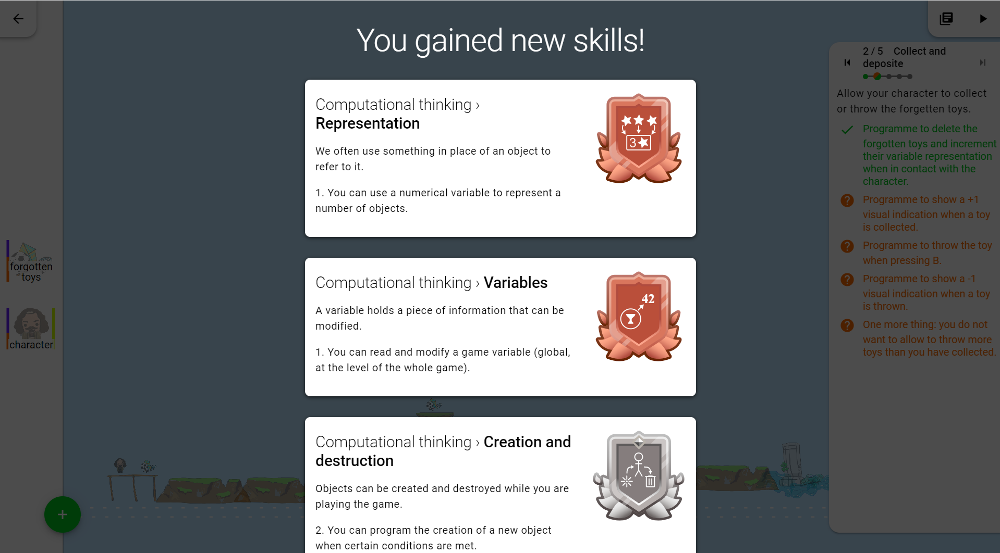 You gained new skills!
Computational thinking ›
Representation
We often use something in place of an object to
refer to it.
1. You can use a numerical variable to represent a
number of objects.
3
Computational thinking › Variables
A variable holds a piece of information that can be
modified.
1. You can read and modify a game variable (global,
at the level of the whole game).
42
Computational thinking › Creation and
destruction
Objects can be created and destroyed while you are
playing the game.
2. You can program the creation of a new object
when certain conditions are met.
forgotten
toys
character
+
2 / 5 Collect and
deposite
Allow your character to collect
or throw the forgetten toys.
Programme to delete the
forgotten toys and increment
their variable representation
when in contact with the
character.
? Programme to show a +1
visual indication when a toy
is collected.
? Programme to throw the toy
when pressing B.
? Programme to show a -1
visual indication when a toy
is thrown.
? One more thing: you do not
want to allow to throw more
toys than you have collected.